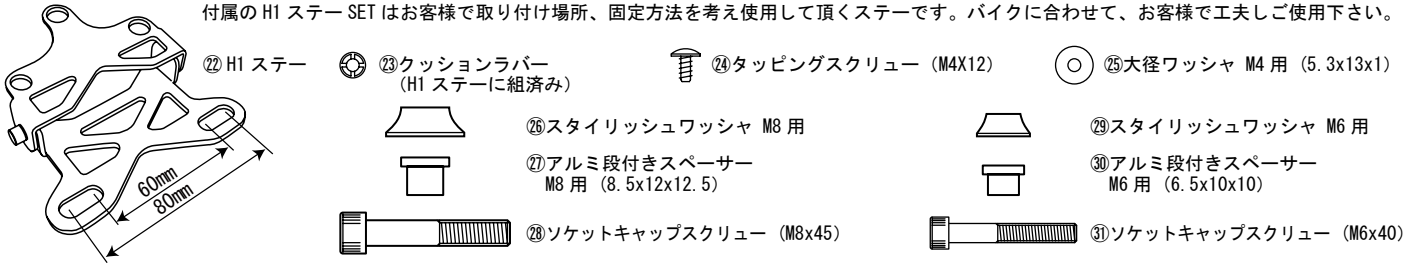 付属の H1 ステー SET はお客様で取り付け場所、固定方法を考え使用して頂くステーです。バイクに合わせて、お客様で工夫しご使用下さい。
㉒ H1 ステー
㉓クッションラバー
(H1 ステーに組済み)
㉔タッピングスクリュー (M4X12)
㉕大径ワッシャ M4 用 (5.3x13x1)
㉖スタイリッシュワッシャ M8 用
㉗アルミ段付きスペーサー
M8 用 (8.5x12x12.5)
㉘ソケットキャップスクリュー (M8x45)
㉙スタイリッシュワッシャ M6 用
㉚アルミ段付きスペーサー
M6 用 (6.5x10x10)
㉛ソケットキャップスクリュー (M6x40)
60mm
80mm